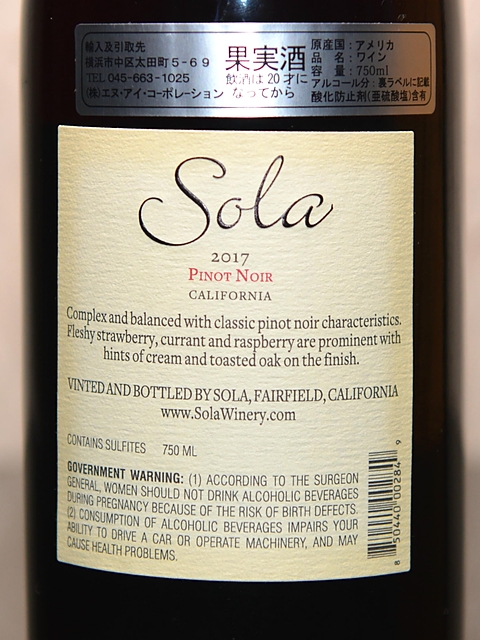 輸入及引取先
横浜市中区太田町5-69
TEL 045-663-1025
(株)エヌ・アイ・コーポレーション
果実酒
飲酒は20才に
なってから
原産国：アメリカ
品名：ワイン
容量：750ml
アルコール分：裏ラベルに記載
酸化防止剤(亜硫酸塩)含有
Sola
2017
PINOT NOIR
CALIFORNIA
Complex and balanced with classic pinot noir characteristics.
Fleshy strawberry, currant and raspberry are prominent with
hints of cream and toasted oak on the finish.
VINTED AND BOTTLED BY SOLA, FAIRFIELD, CALIFORNIA
www.SolaWinery.com
CONTAINS SULFITES 750 ML
GOVERNMENT WARNING: (1) ACCORDING TO THE SURGEON
GENERAL, WOMEN SHOULD NOT DRINK ALCOHOLIC BEVERAGES
DURING PREGNANCY BECAUSE OF THE RISK OF BIRTH DEFECTS.
(2) CONSUMPTION OF ALCOHOLIC BEVERAGES IMPAIRS YOUR
ABILITY TO DRIVE A CAR OR OPERATE MACHINERY, AND MAY
CAUSE HEALTH PROBLEMS.
8 50440 00284 9